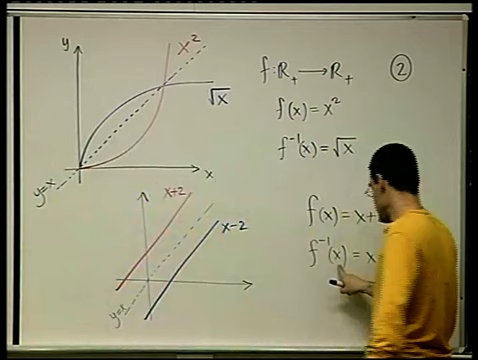 y
x²
√x
x
y=x
x+2
x-2
y=x
f: R₊ → R₊
②
f(x) = x²
f⁻¹(x) = √x
f(x) = x+
f⁻¹(x) = x-